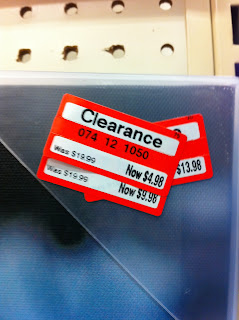 Clearance
074 12 1050
Was $19.99
Now $4.98
Was $19.99
Now $9.98
$13.98